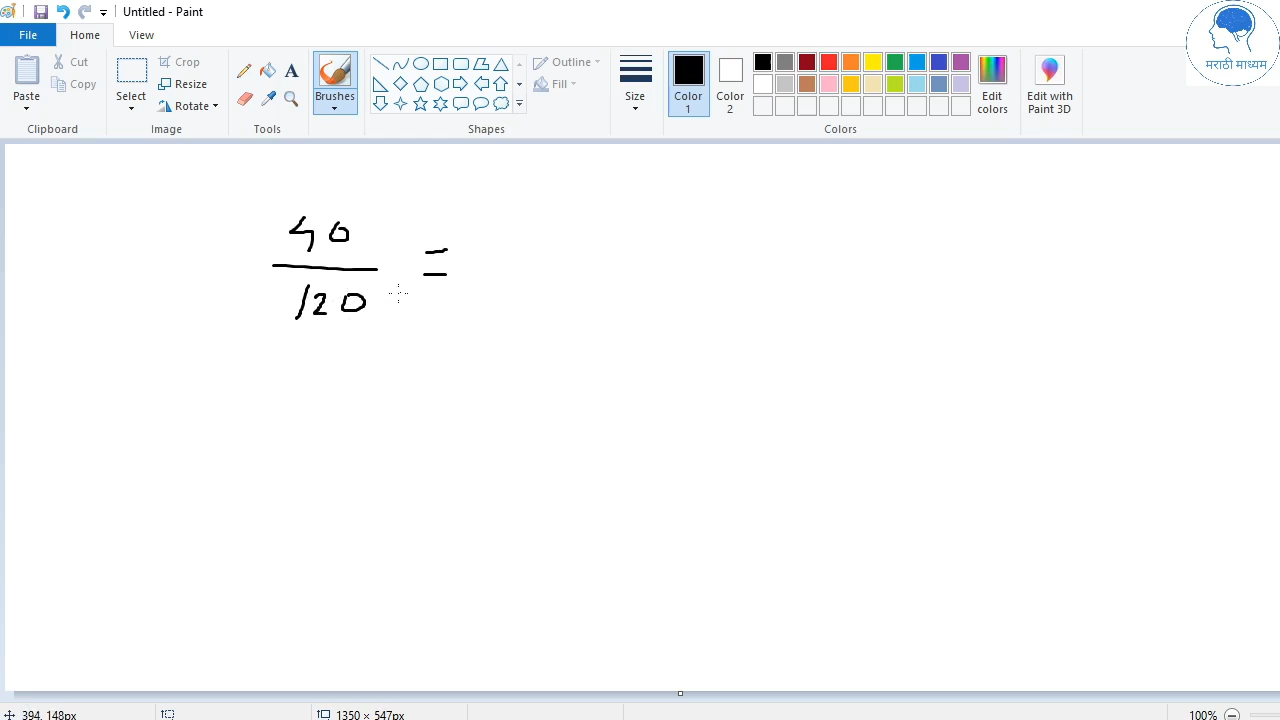 Untitled - Paint
File Home View
Paste Cut Copy Clipboard
Select Crop Resize Rotate Image
A Tools
Brushes
Shapes Outline Fill
Size
Color 1 Color 2 Colors Edit colors
Edit with Paint 3D
मराठी माध्यम
40
=
120
394, 148px 1350 × 547px 100%